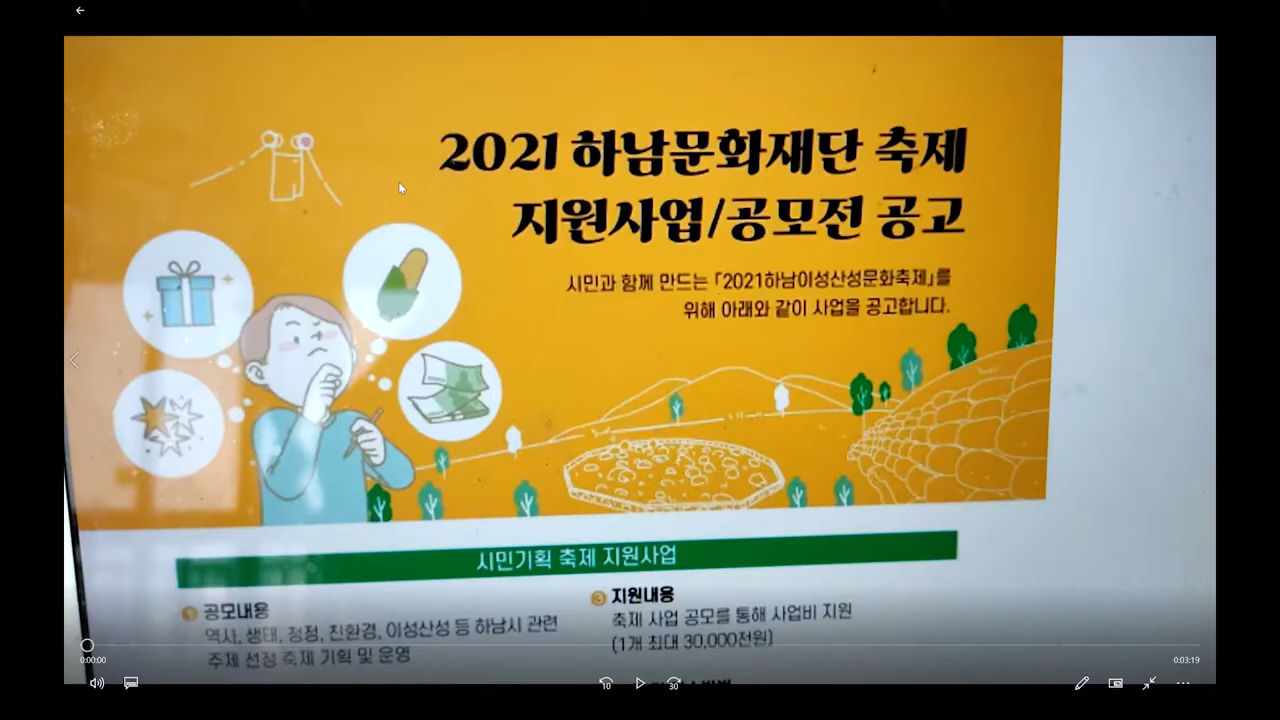 2021 하남문화재단 축제
지원사업/공모전 공고
시민과 함께 만드는 「2021하남이성산성문화축제」를
위해 아래와 같이 사업을 공고합니다.
시민기획 축제 지원사업
1 공모내용
역사, 생태, 청정, 친환경, 이성산성 등 하남시 관련
주제 선정 축제 기획 및 운영
3 지원내용
축제 사업 공모를 통해 사업비 지원
(1개 최대 30,000천원)
0:00:00
0:03:19
10
30